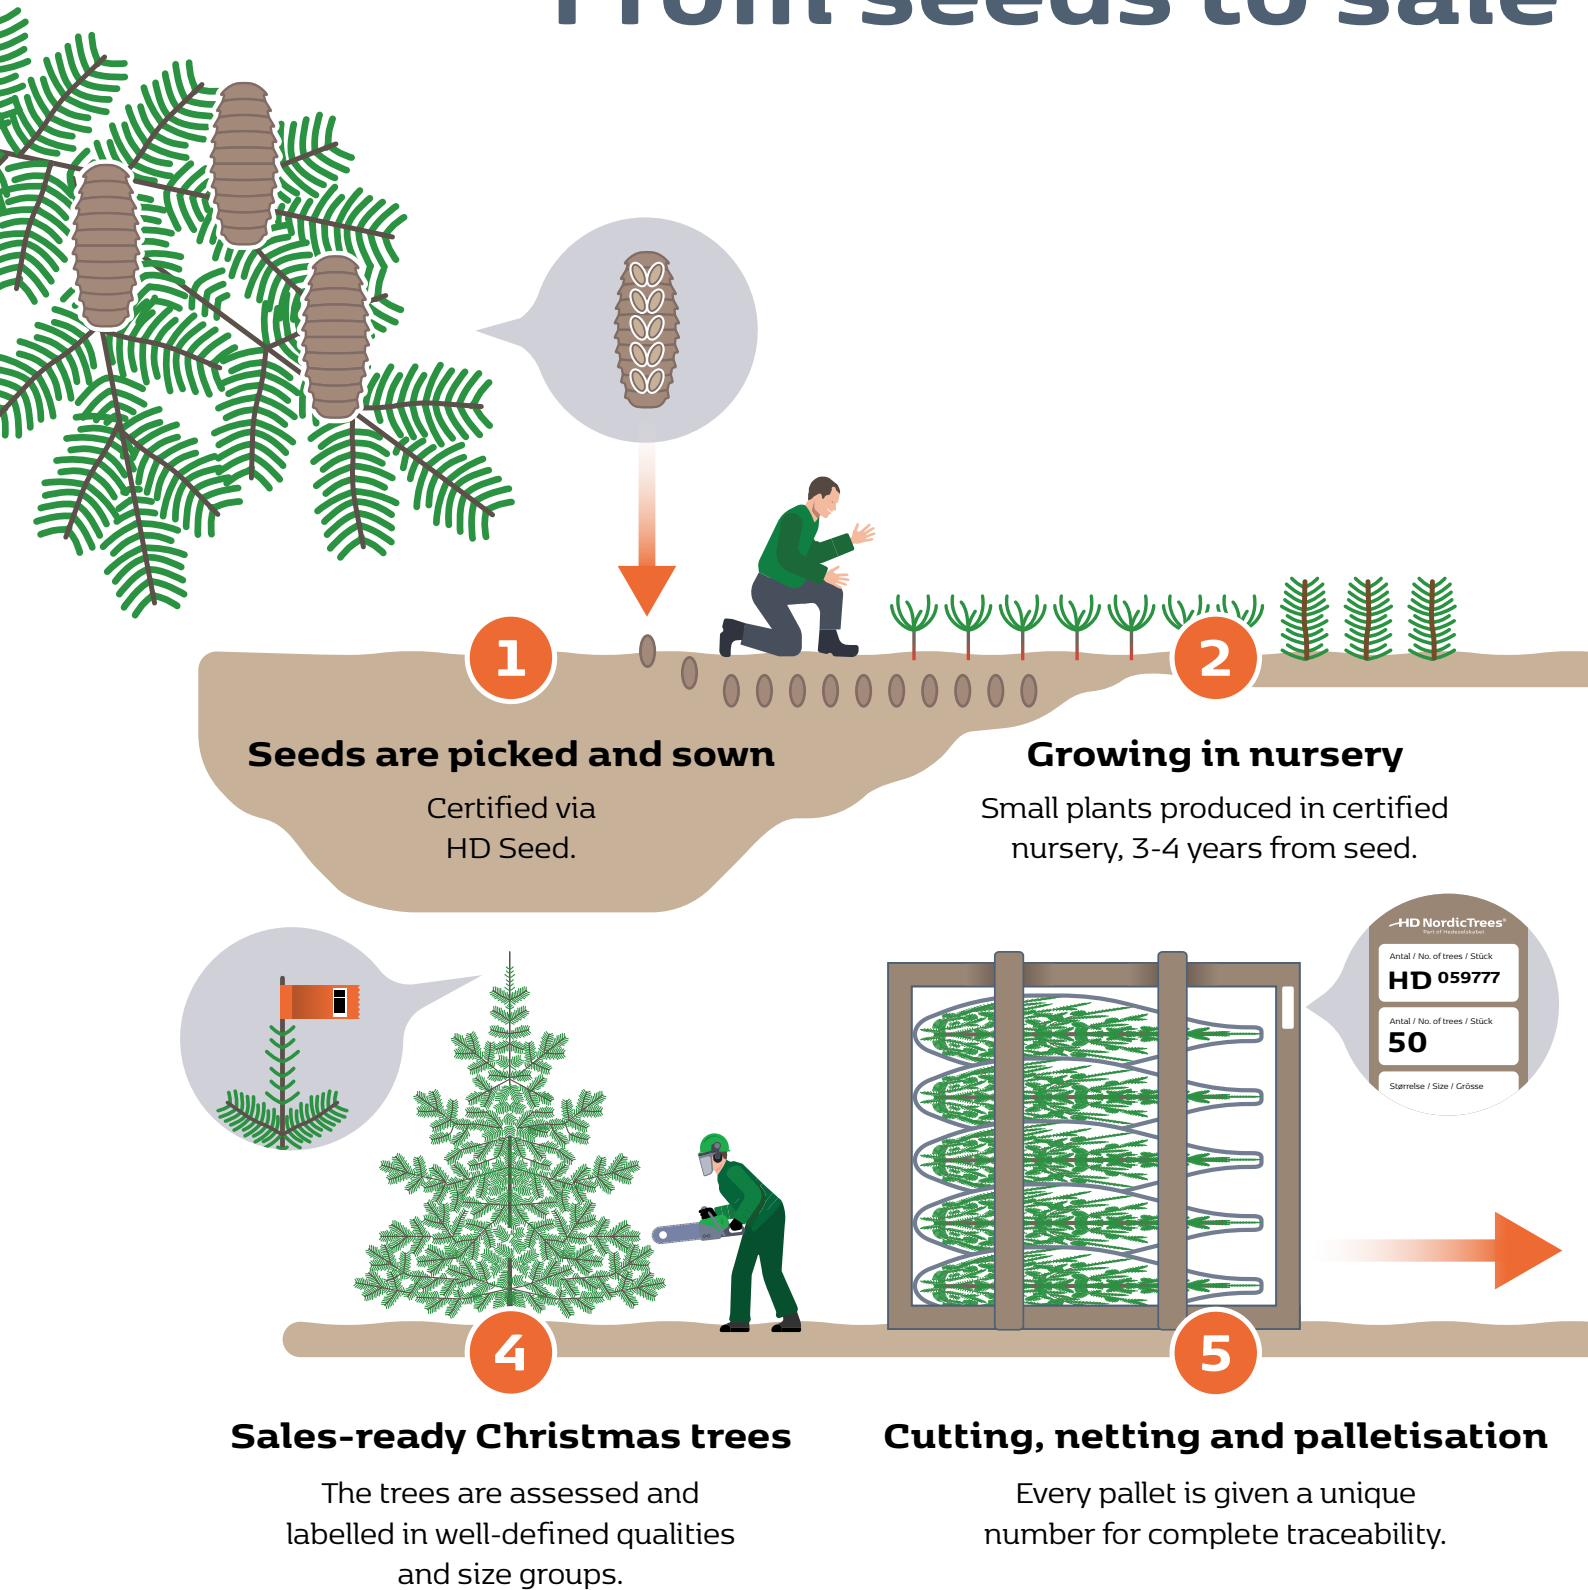 From seeds to sale
1
2
Seeds are picked and sown
Certified via
HD Seed.
Growing in nursery
Small plants produced in certified
nursery, 3-4 years from seed.
HD NordicTrees®
Part of Hedeselskabet
Antal / No. of trees / Stück
HD 059777
Antal / No. of trees / Stück
50
Størrelse / Size / Grösse
4
5
Sales-ready Christmas trees
The trees are assessed and
labelled in well-defined qualities
and size groups.
Cutting, netting and palletisation
Every pallet is given a unique
number for complete traceability.